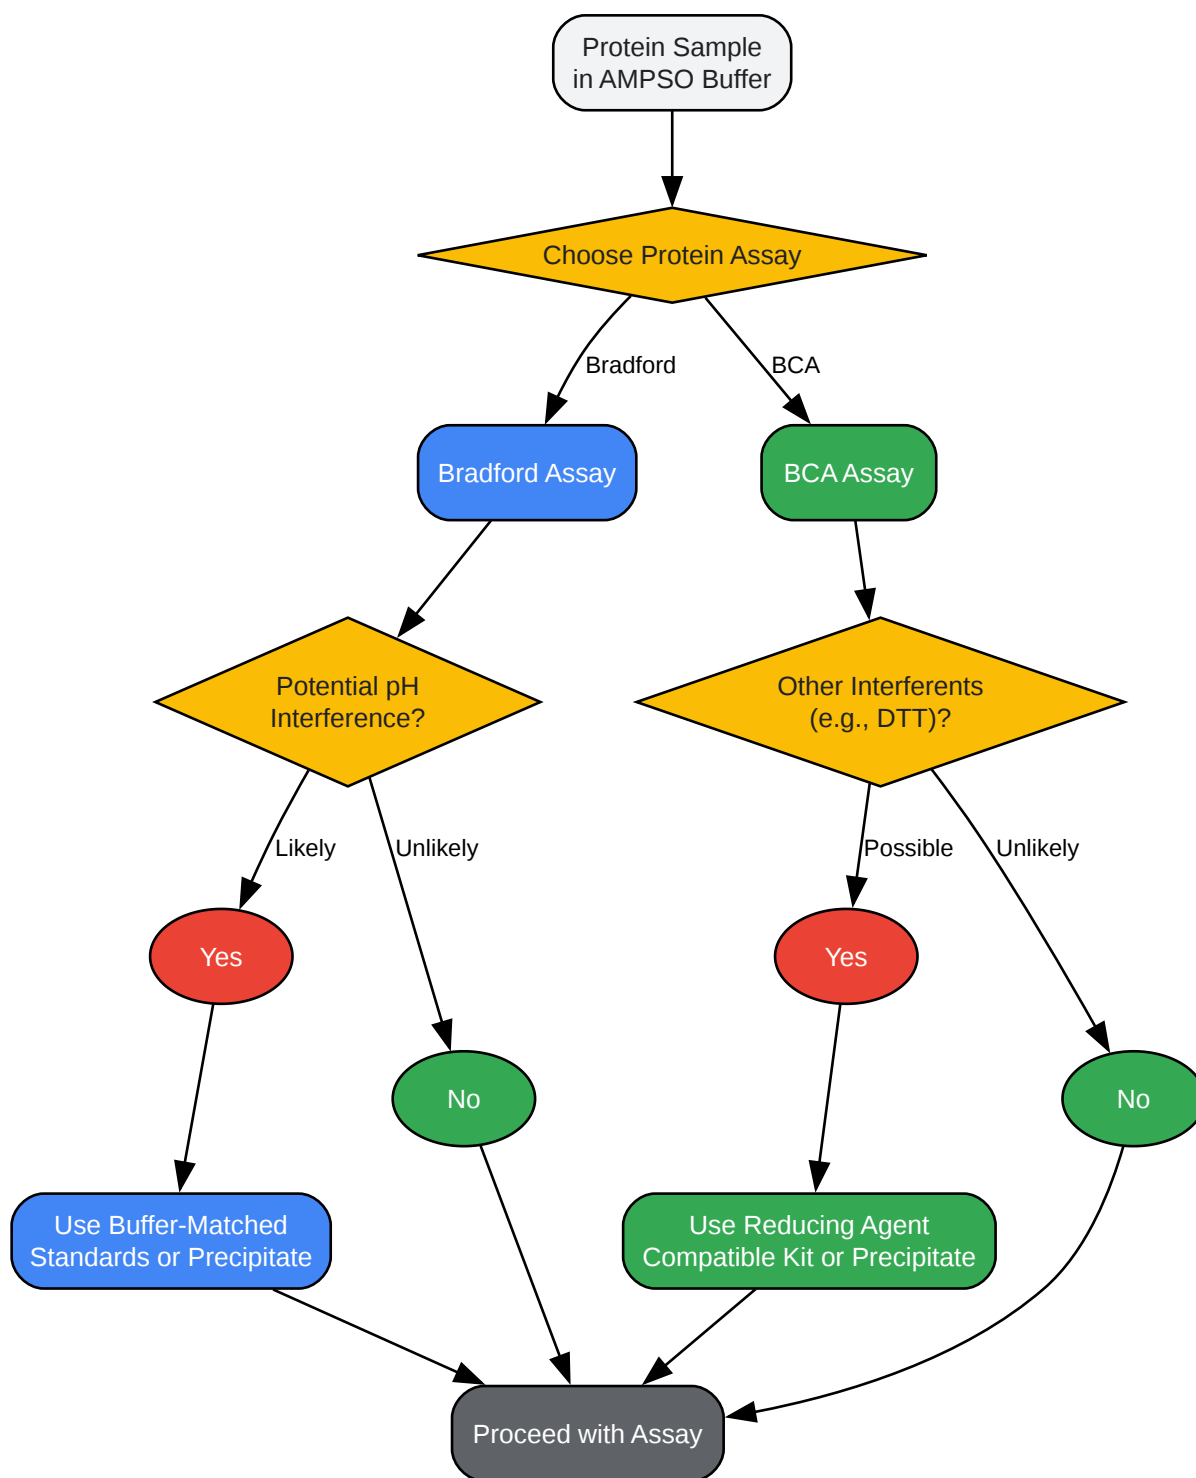 Protein Sample
in AMPSO Buffer
Choose Protein Assay
Bradford
BCA
Bradford Assay
BCA Assay
Potential pH
Interference?
Other Interferents
(e.g., DTT)?
Likely
Unlikely
Possible
Unlikely
Yes
Yes
No
No
Use Buffer-Matched
Standards or Precipitate
Use Reducing Agent
Compatible Kit or Precipitate
Proceed with Assay